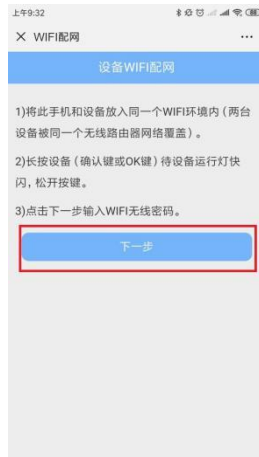 上午9:32
WIFI配网
设备WIFI配网
1)将此手机和设备放入同一个WIFI环境内（两台
设备被同一个无线路由器网络覆盖）。
2)长按设备（确认键或OK键）待设备运行灯快
闪，松开按键。
3)点击下一步输入WIFI无线密码。
下一步